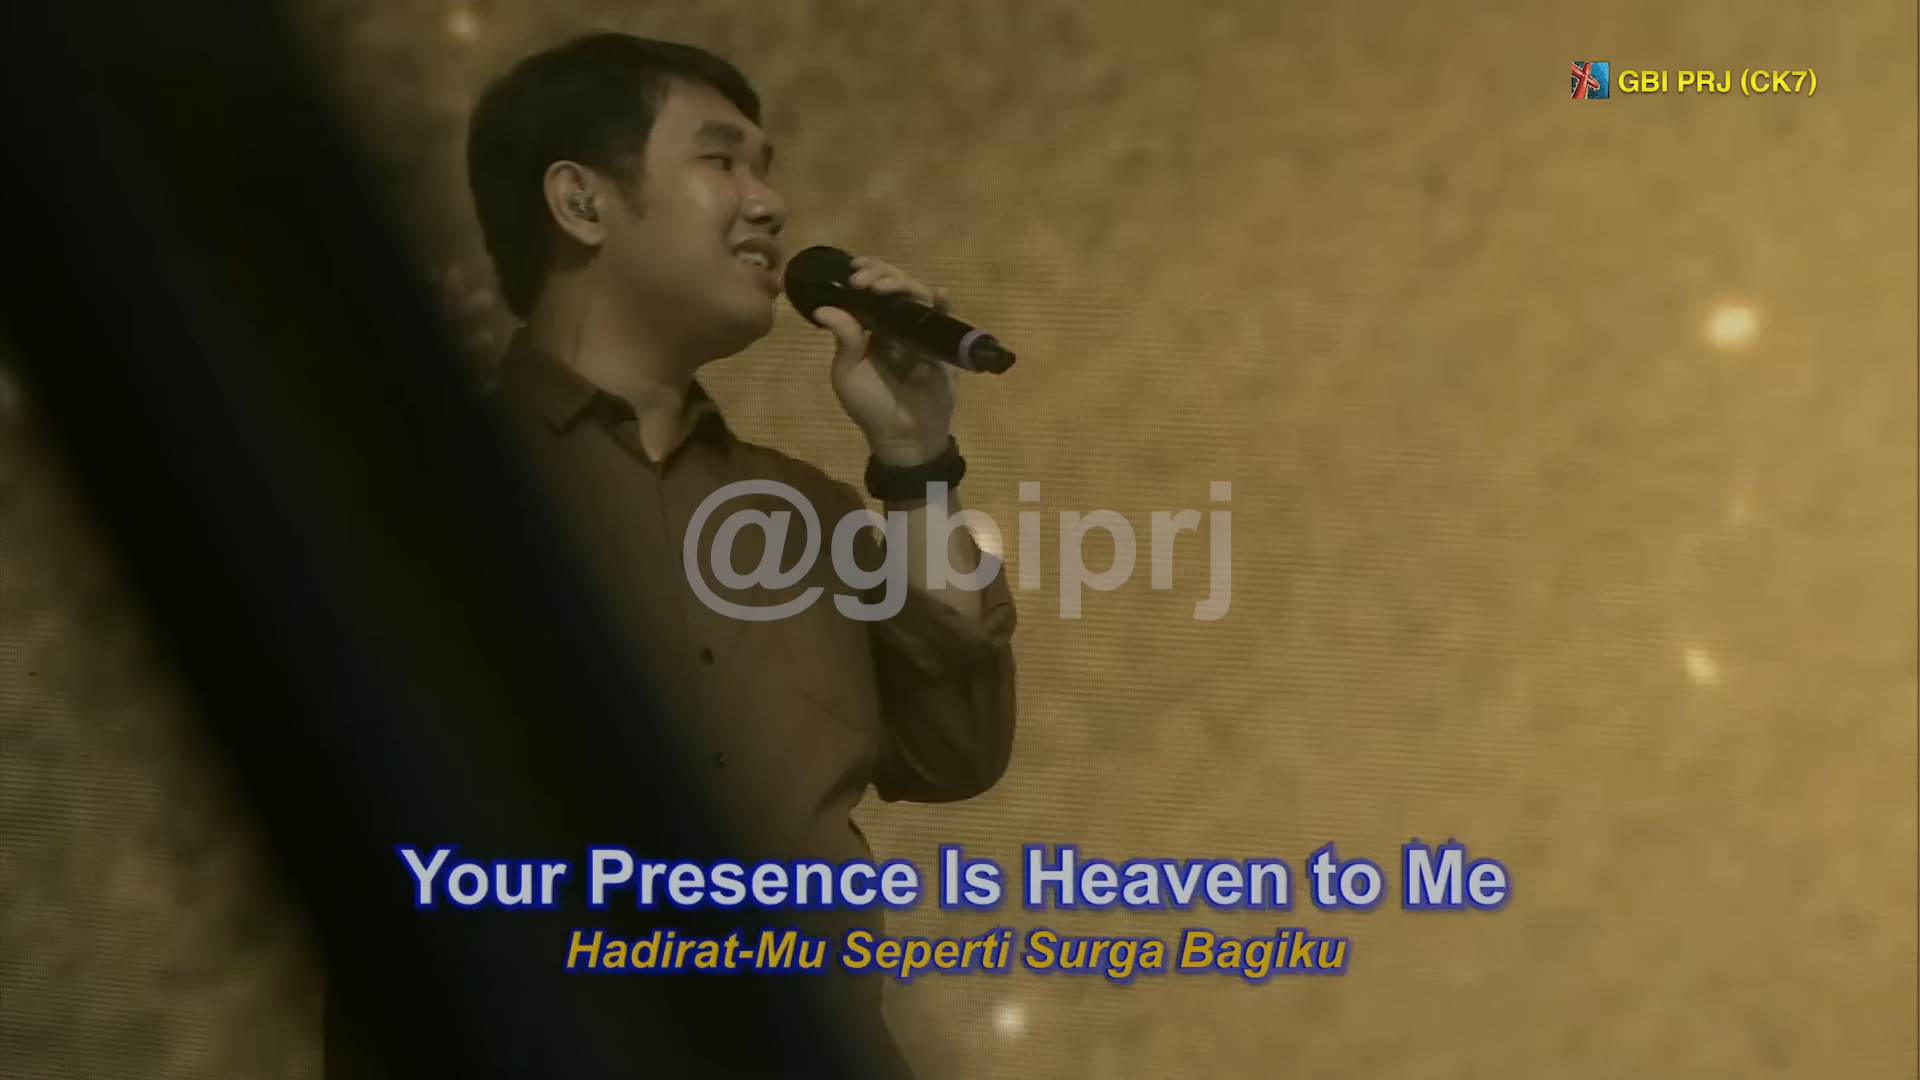 GBI PRJ (CK7)
@gbiprj
Your Presence Is Heaven to Me
Hadirat-Mu Seperti Surga Bagiku